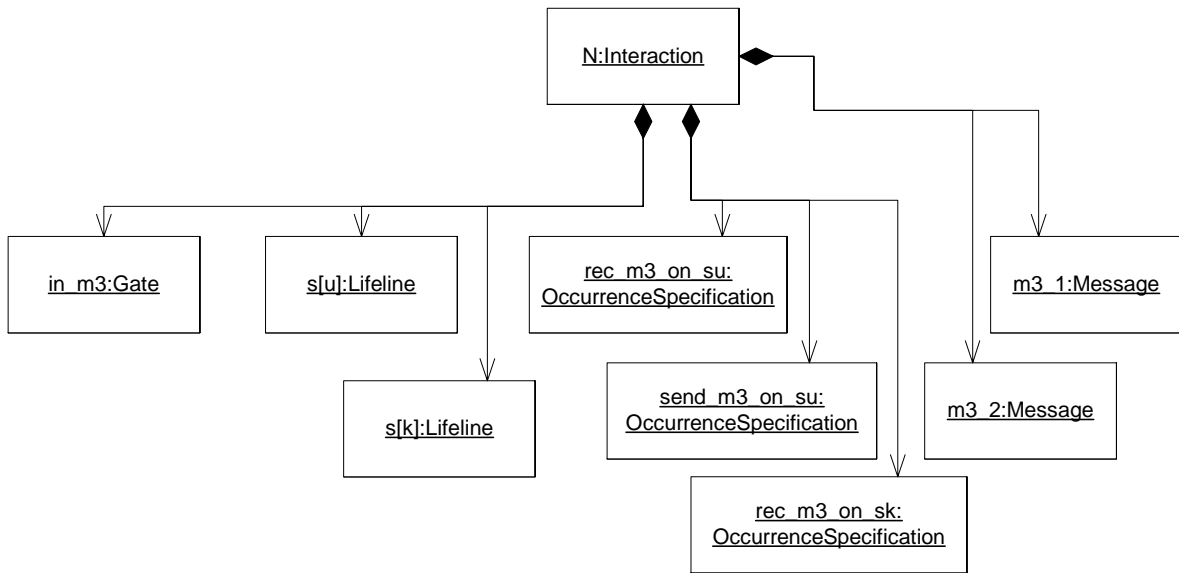 N:Interaction
in_m3:Gate
s[u]:Lifeline
rec_m3_on_su:
OccurrenceSpecification
m3_1:Message
s[k]:Lifeline
send_m3_on_su:
OccurrenceSpecification
m3_2:Message
rec_m3_on_sk:
OccurrenceSpecification